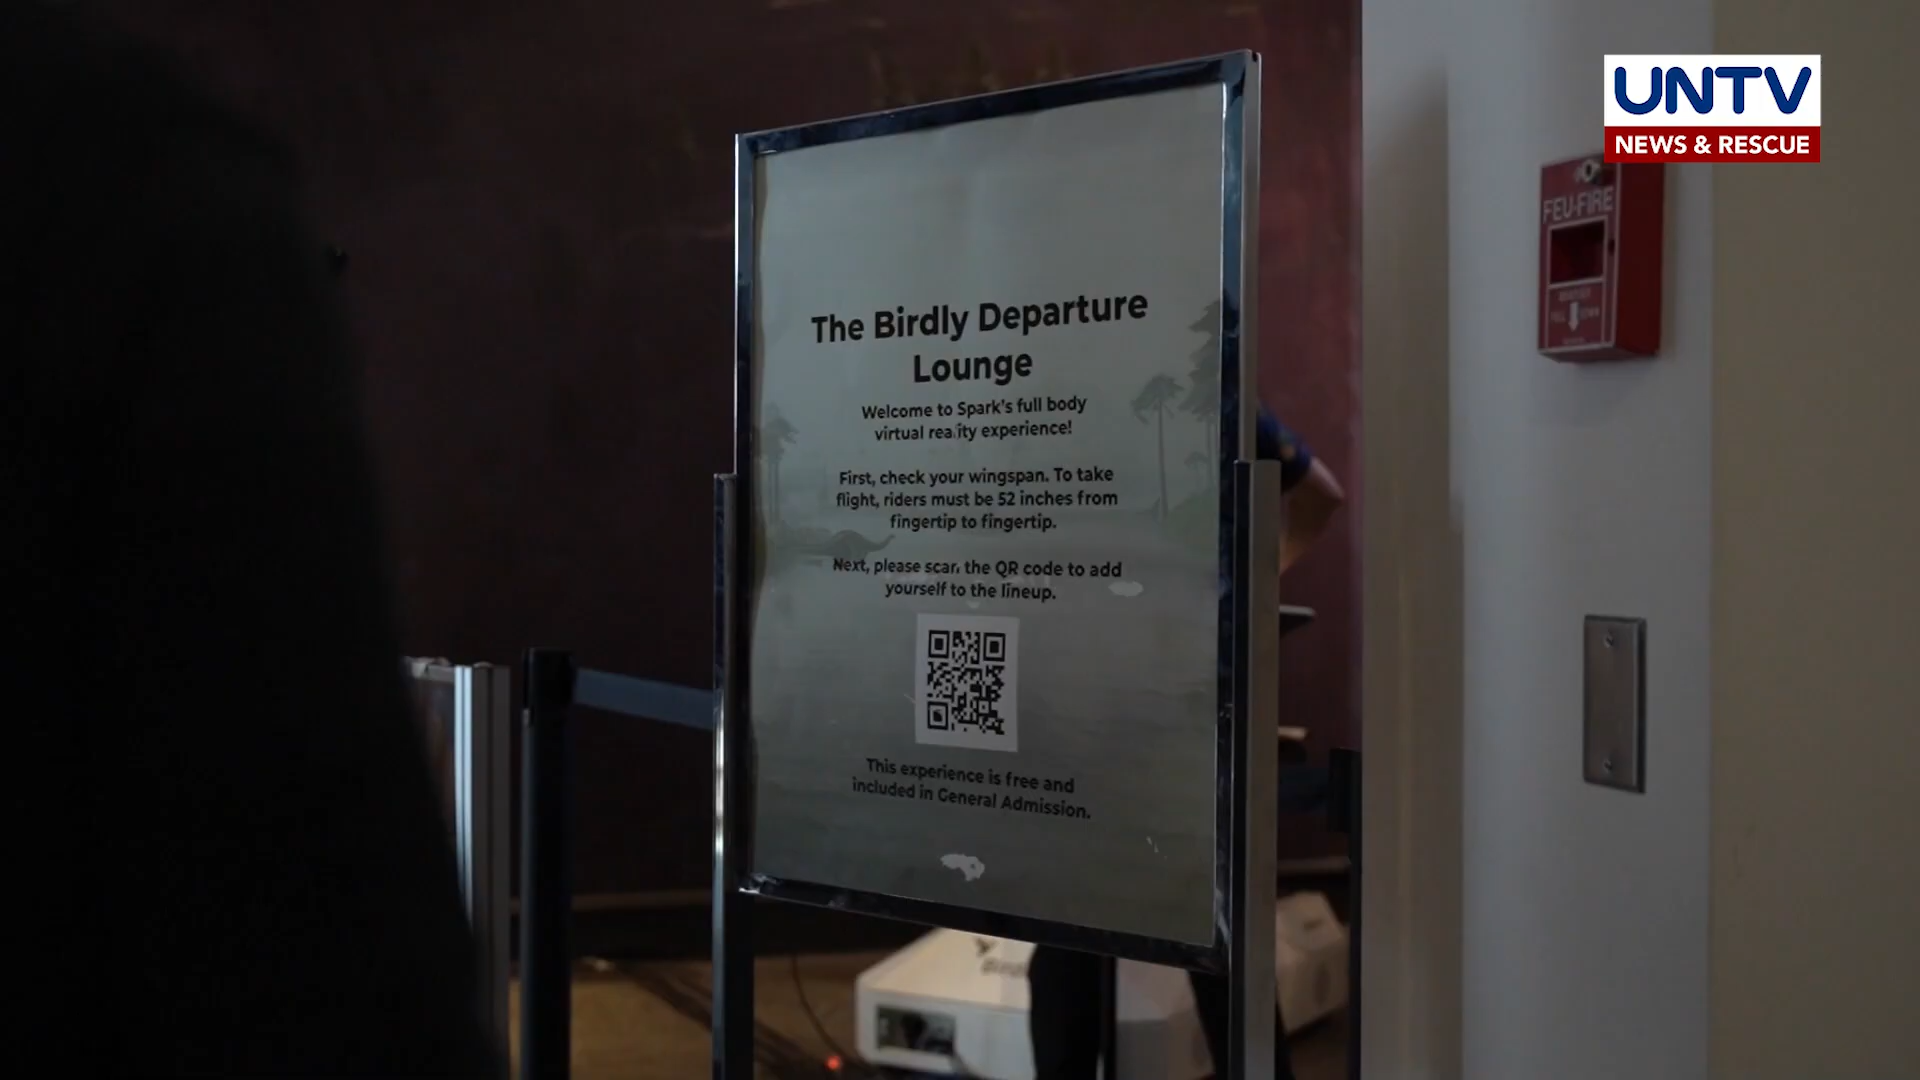 UNTV
NEWS & RESCUE
FEU-FIRE
The Birdly Departure
Lounge
Welcome to Spark's full body
virtual reality experience!
First, check your wingspan. To take
flight, riders must be 52 inches from
fingertip to fingertip.
Next, please scan the QR code to add
yourself to the lineup.
This experience is free and
included in General Admission.